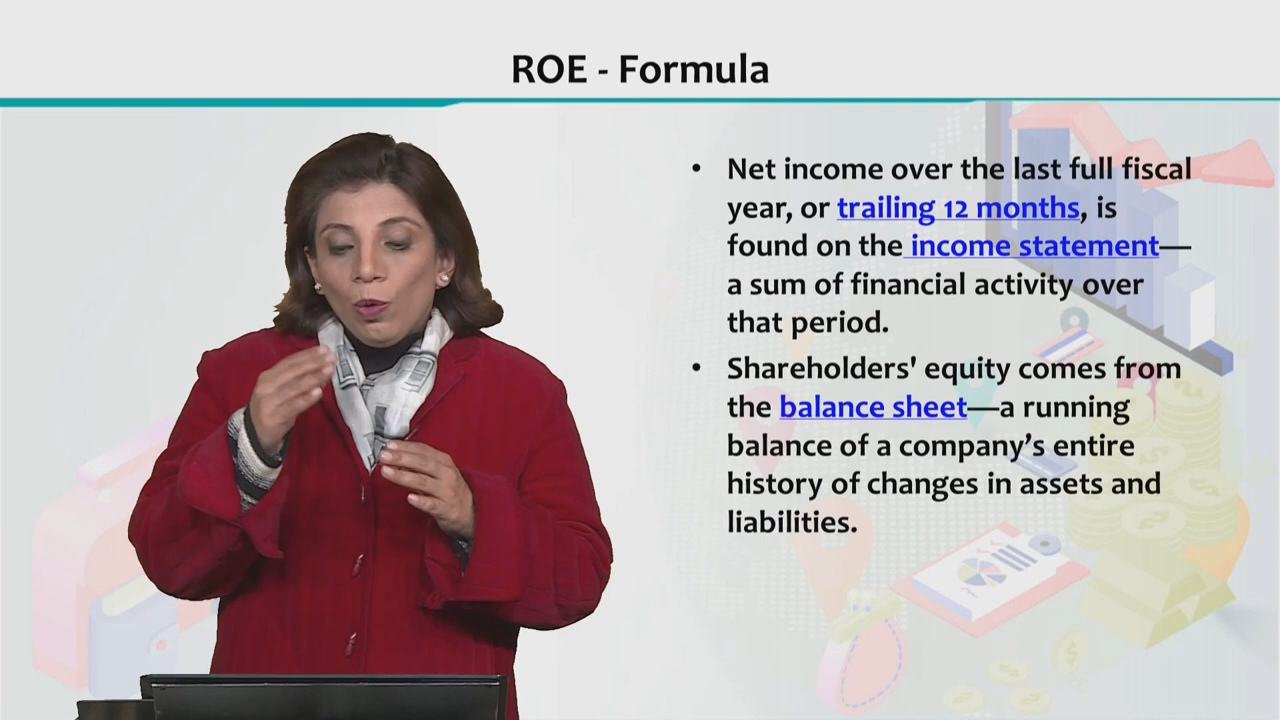 ROE - Formula
• Net income over the last full fiscal
year, or trailing 12 months, is
found on the income statement—
a sum of financial activity over
that period.
• Shareholders' equity comes from
the balance sheet—a running
balance of a company’s entire
history of changes in assets and
liabilities.